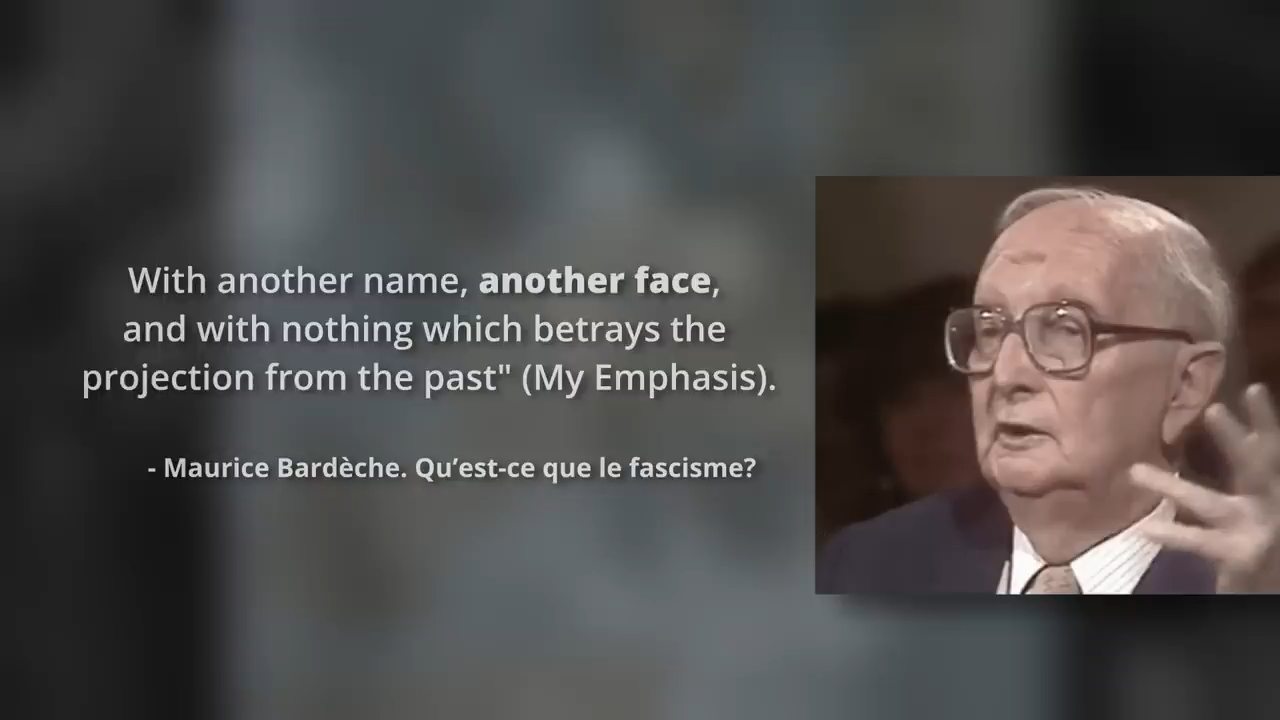 With another name, another face,
and with nothing which betrays the
projection from the past" (My Emphasis).
- Maurice Bardèche. Qu’est-ce que le fascisme?